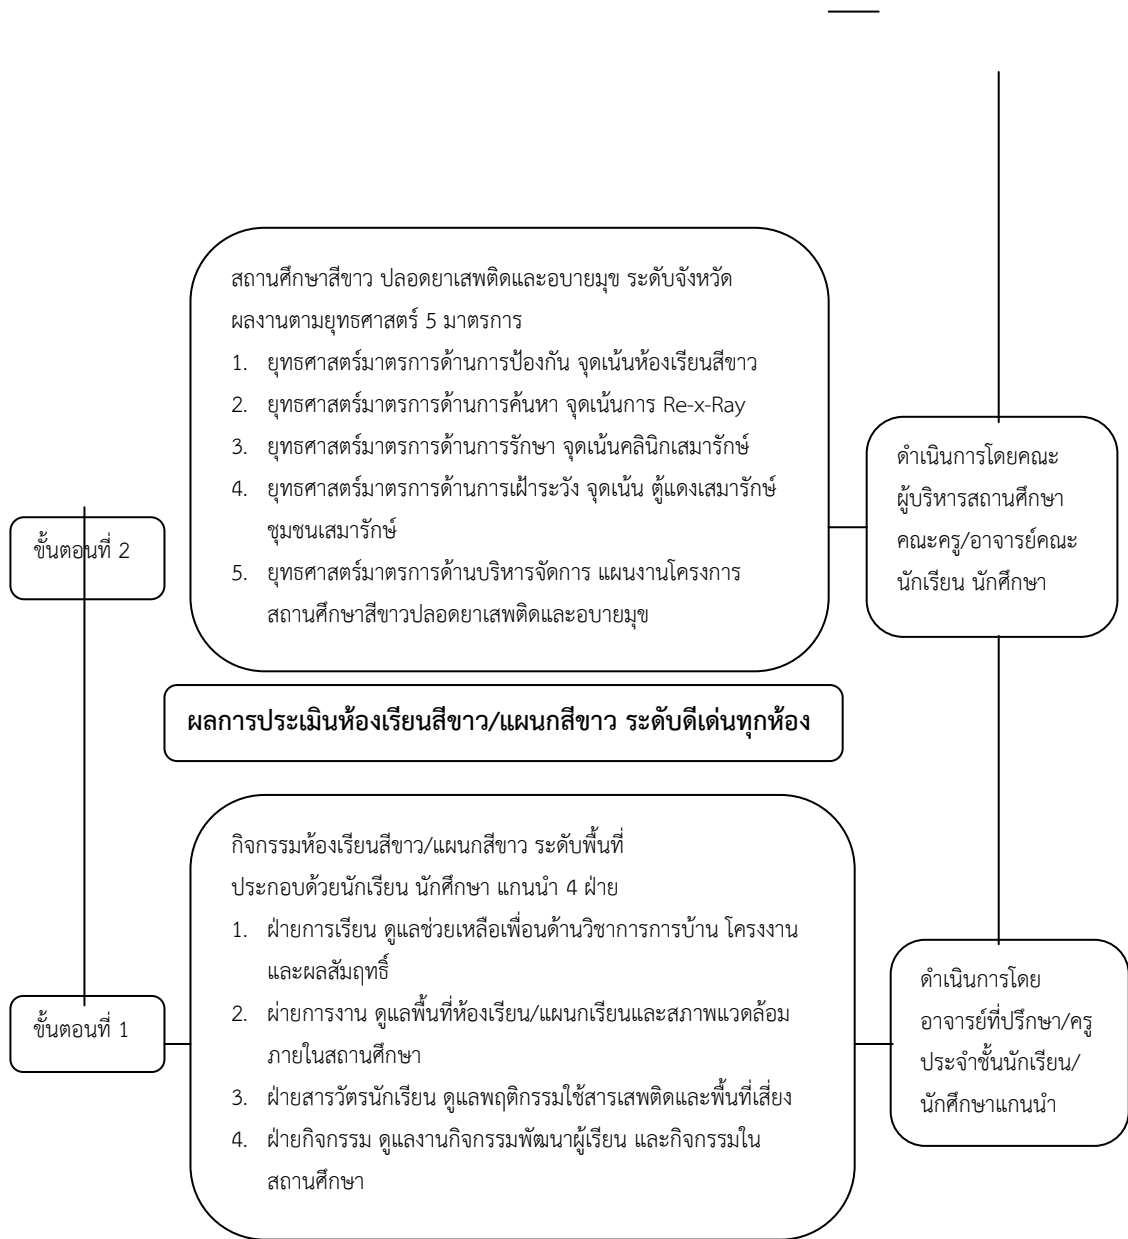 สถานศึกษาสีขาว ปลอดยาเสพติดและอบายมุข ระดับจังหวัด
ผลงานตามยุทธศาสตร์ 5 มาตรการ
1. ยุทธศาสตร์มาตรการด้านการป้องกัน จุดเน้นห้องเรียนสีขาว
2. ยุทธศาสตร์มาตรการด้านการค้นหา จุดเน้นการ Re-x-Ray
3. ยุทธศาสตร์มาตรการด้านการรักษา จุดเน้นคลินิกเสมารักษ์
4. ยุทธศาสตร์มาตรการด้านการเฝ้าระวัง จุดเน้น ตู้แดงเสมารักษ์
ชุมชนเสมารักษ์
5. ยุทธศาสตร์มาตรการด้านบริหารจัดการ แผนงานโครงการ
สถานศึกษาสีขาวปลอดยาเสพติดและอบายมุข
ดำเนินการโดยคณะ
ผู้บริหารสถานศึกษา
คณะครู/อาจารย์คณะ
นักเรียน นักศึกษา
ขั้นตอนที่ 2
ผลการประเมินห้องเรียนสีขาว/แผนกสีขาว ระดับดีเด่นทุกห้อง
กิจกรรมห้องเรียนสีขาว/แผนกสีขาว ระดับพื้นที่
ประกอบด้วยนักเรียน นักศึกษา แกนนำ 4 ฝ่าย
1. ฝ่ายการเรียน ดูแลช่วยเหลือเพื่อนด้านวิชาการการบ้าน โครงงาน
และผลสัมฤทธิ์
2. ผ่ายการงาน ดูแลพื้นที่ห้องเรียน/แผนกเรียนและสภาพแวดล้อม
ภายในสถานศึกษา
3. ฝ่ายสารวัตรนักเรียน ดูแลพฤติกรรมใช้สารเสพติดและพื้นที่เสี่ยง
4. ฝ่ายกิจกรรม ดูแลงานกิจกรรมพัฒนาผู้เรียน และกิจกรรมใน
สถานศึกษา
ดำเนินการโดย
อาจารย์ที่ปรึกษา/ครู
ประจำชั้นนักเรียน/
นักศึกษาแกนนำ
ขั้นตอนที่ 1